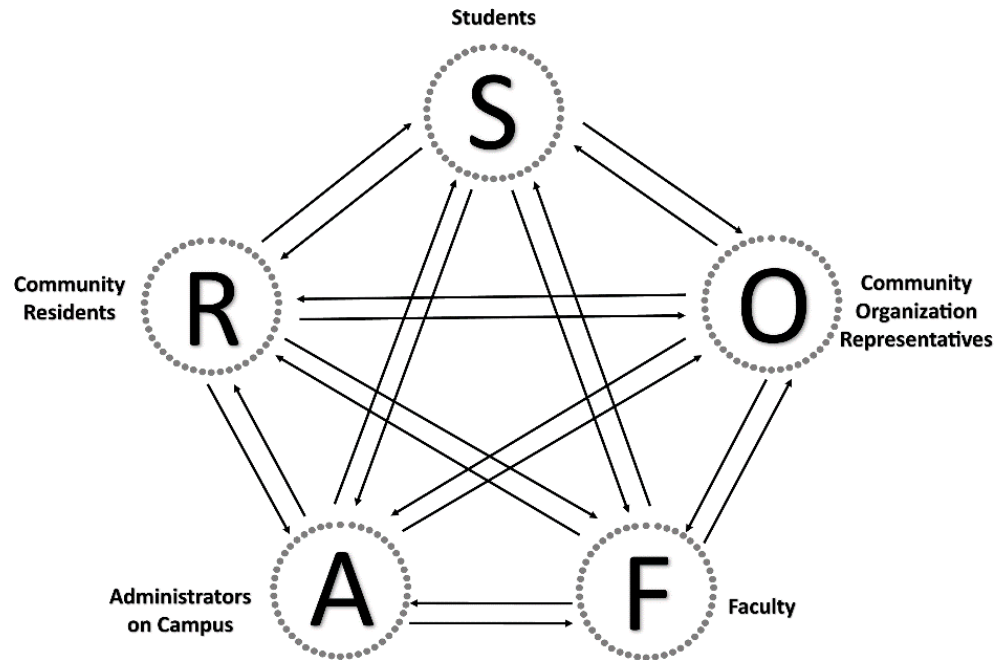 Students
S
Community
Residents
R
O
Community
Organization
Representatives
Administrators
on Campus
A
F
Faculty